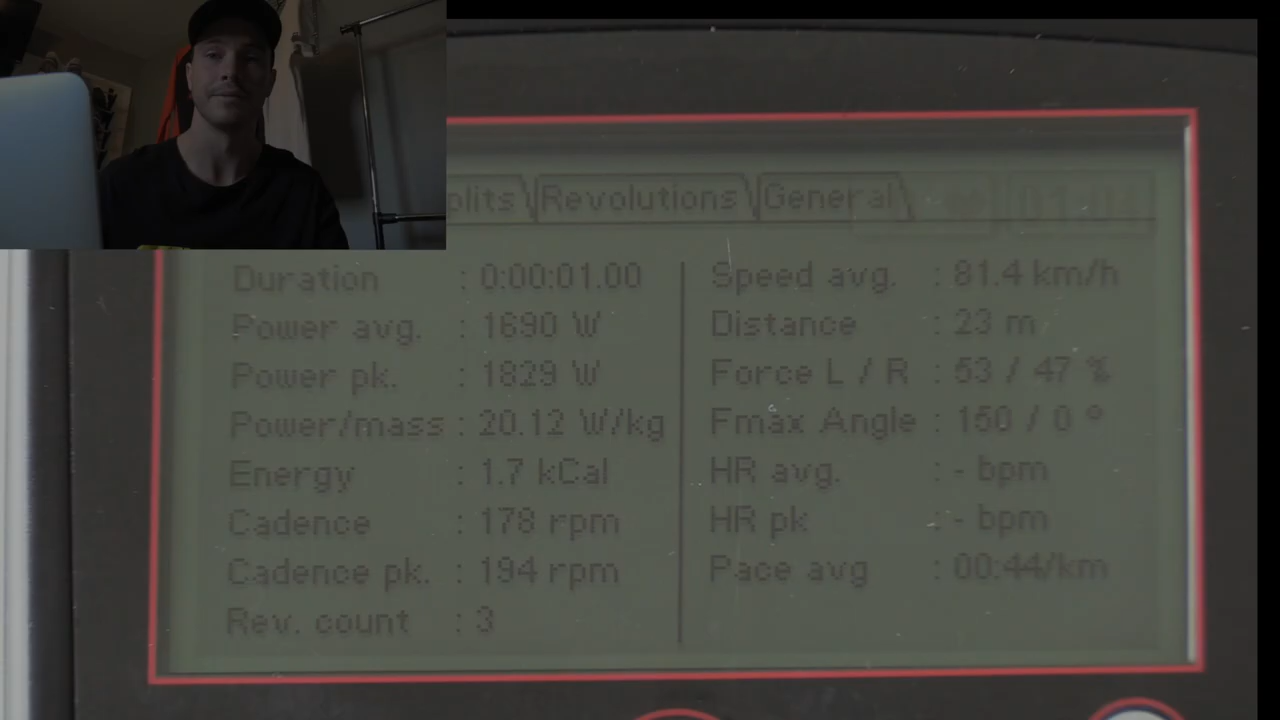 olits Revolutions General
Duration : 0:00:01.00
Power avg. : 1690 W
Power pk. : 1829 W
Power/mass : 20.12 W/kg
Energy : 1.7 kCal
Cadence : 178 rpm
Cadence pk. : 194 rpm
Rev. count : 3
Speed avg. : 81.4 km/h
Distance : 23 m
Force L / R : 53 / 47 %
Fmax Angle : 150 / 0 °
HR avg. : - bpm
HR pk : - bpm
Pace avg : 00:44/km